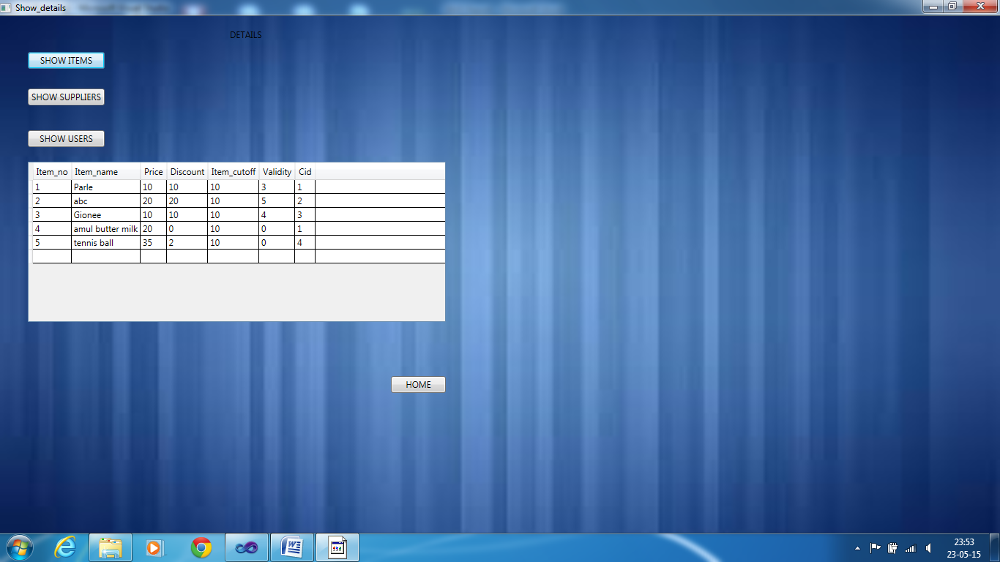 Show_details
DETAILS
SHOW ITEMS
SHOW SUPPLIERS
SHOW USERS
Item_no Item_name Price Discount Item_cutoff Validity Cid
1 Parle 10 10 10 3 1
2 abc 20 20 10 5 2
3 Gionee 10 10 10 4 3
4 amul butter milk 20 0 10 0 1
5 tennis ball 35 2 10 0 4
HOME
23:53
23-05-15